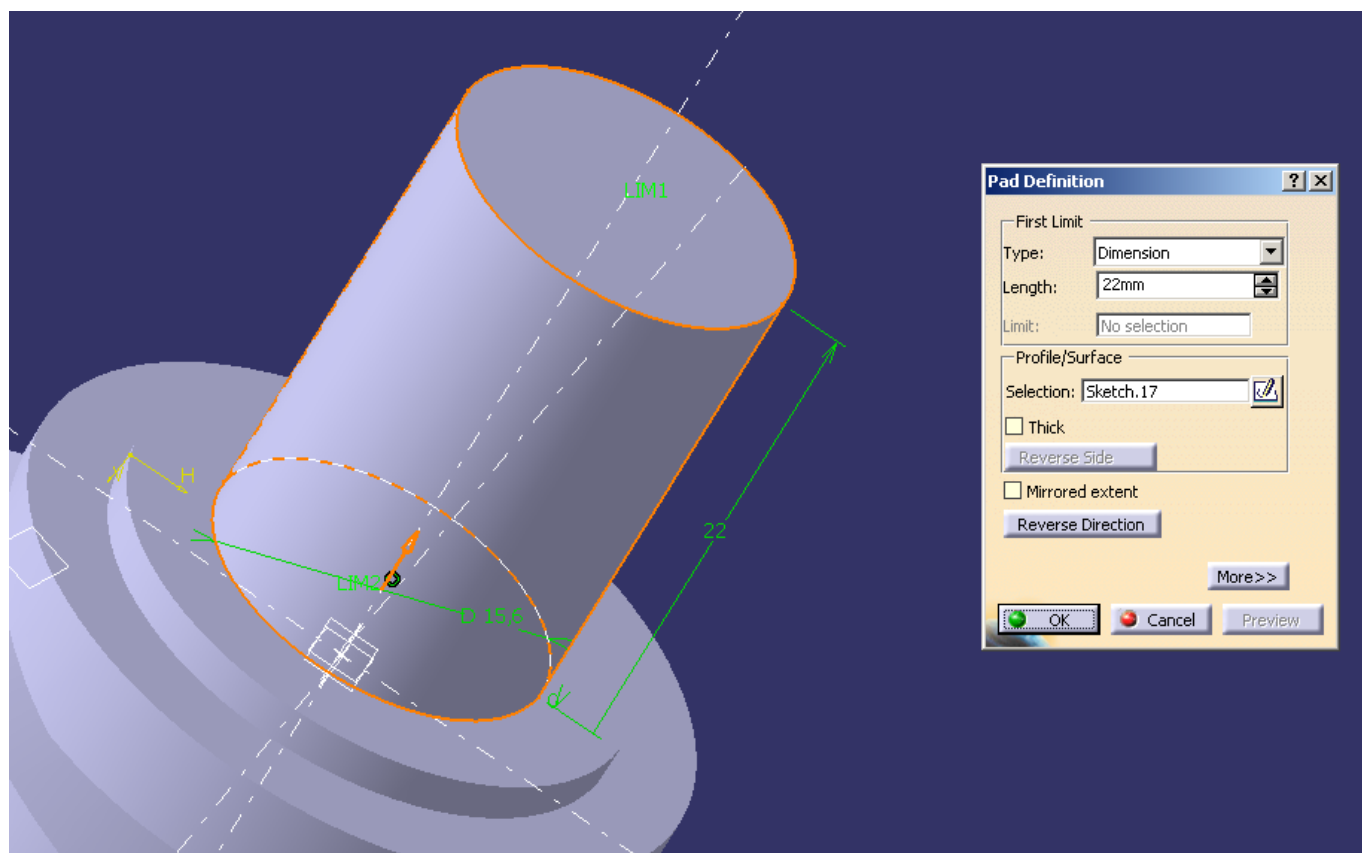 LIM1
H
22
LIM2
D 15,6
Pad Definition
First Limit
Type: Dimension
Length: 22mm
Limit: No selection
Profile/Surface
Selection: Sketch.17
Thick
Reverse Side
Mirrored extent
Reverse Direction
More>>
OK Cancel Preview